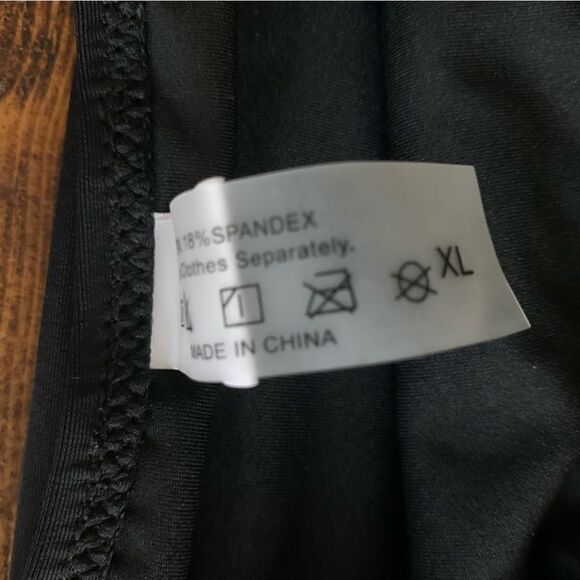 18%SPANDEX
Clothes Separately.
XL
MADE IN CHINA